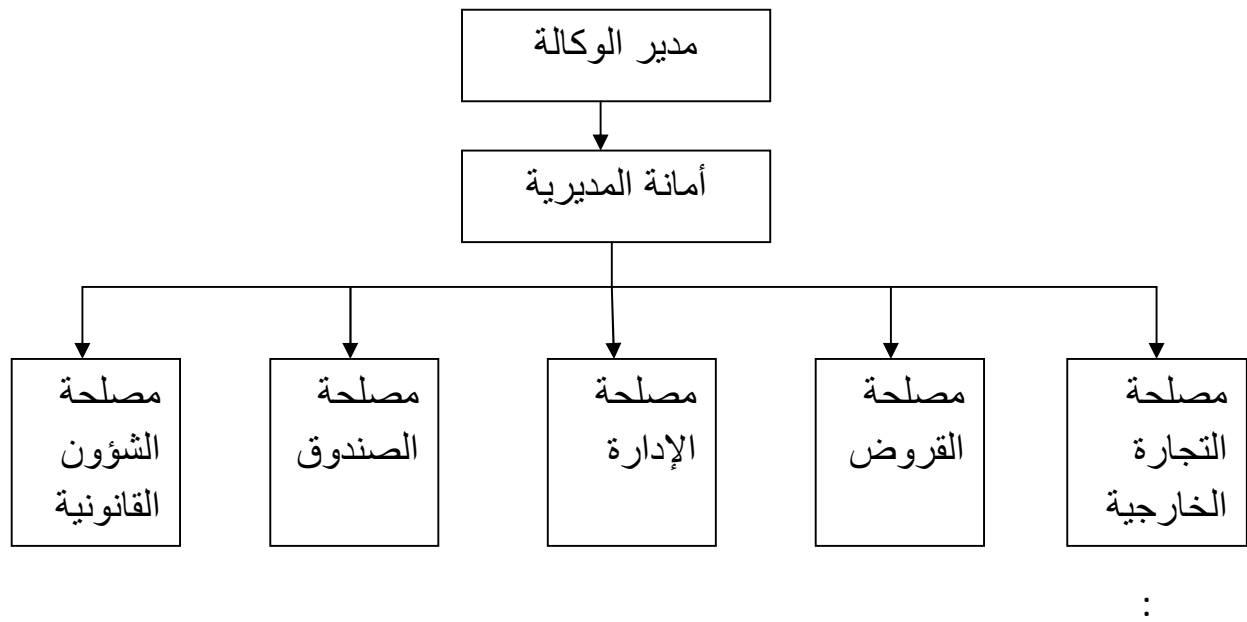 مدير الوكالة
أمانة المديرية
مصلحة
التجارة
الخارجية
مصلحة
القروض
مصلحة
الإدارة
مصلحة
الصندوق
مصلحة
الشؤون
القانونية
: